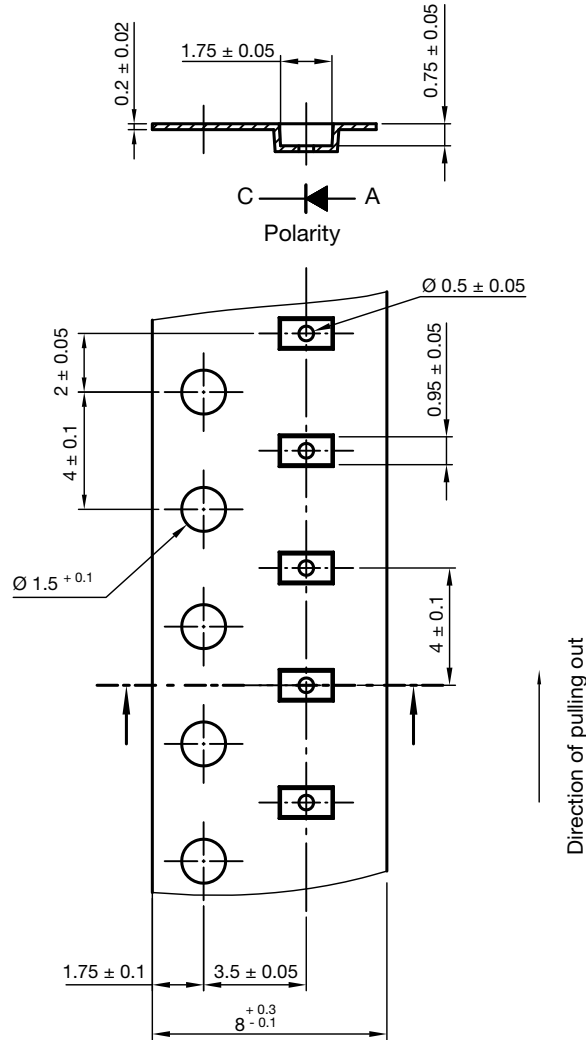 0.2 ± 0.02
1.75 ± 0.05
0.75 ± 0.05
C
A
Polarity
Ø 0.5 ± 0.05
2 ± 0.05
0.95 ± 0.05
4 ± 0.1
Ø 1.5 + 0.1
4 ± 0.1
Direction of pulling out
1.75 ± 0.1
3.5 ± 0.05
8 + 0.3 - 0.1